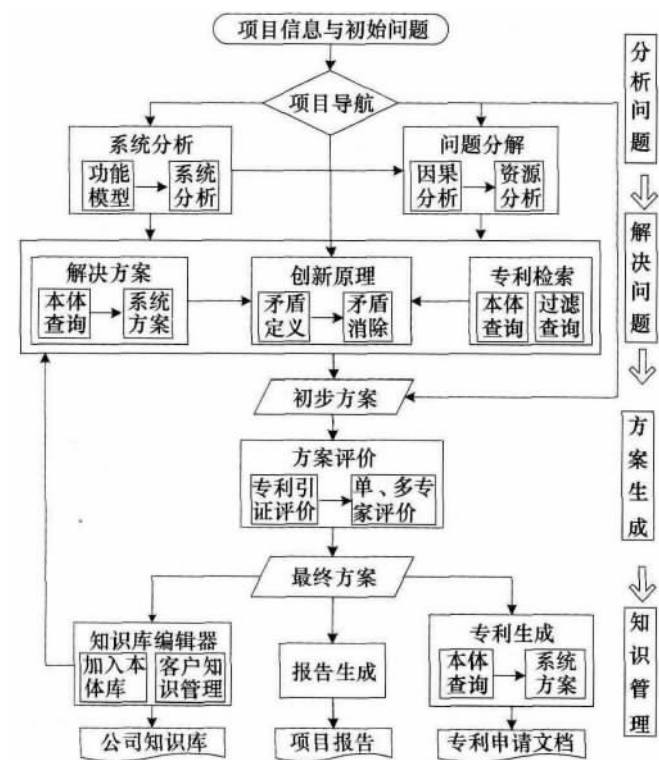 项目信息与初始问题
项目导航
系统分析
功能
模型
系统
分析
问题分解
因果
分析
资源
分析
解决方案
本体
查询
系统
方案
创新原理
矛盾
定义
矛盾
消除
专利检索
本体
查询
过滤
查询
初步方案
方案评价
专利引
证评价
单、多专
家评价
最终方案
知识库编辑器
加入本
体库
客户知
识管理
报告生成
专利生成
本体
查询
系统
方案
公司知识库
项目报告
专利申请文档
分析问题
解决问题
方案生成
知识管理